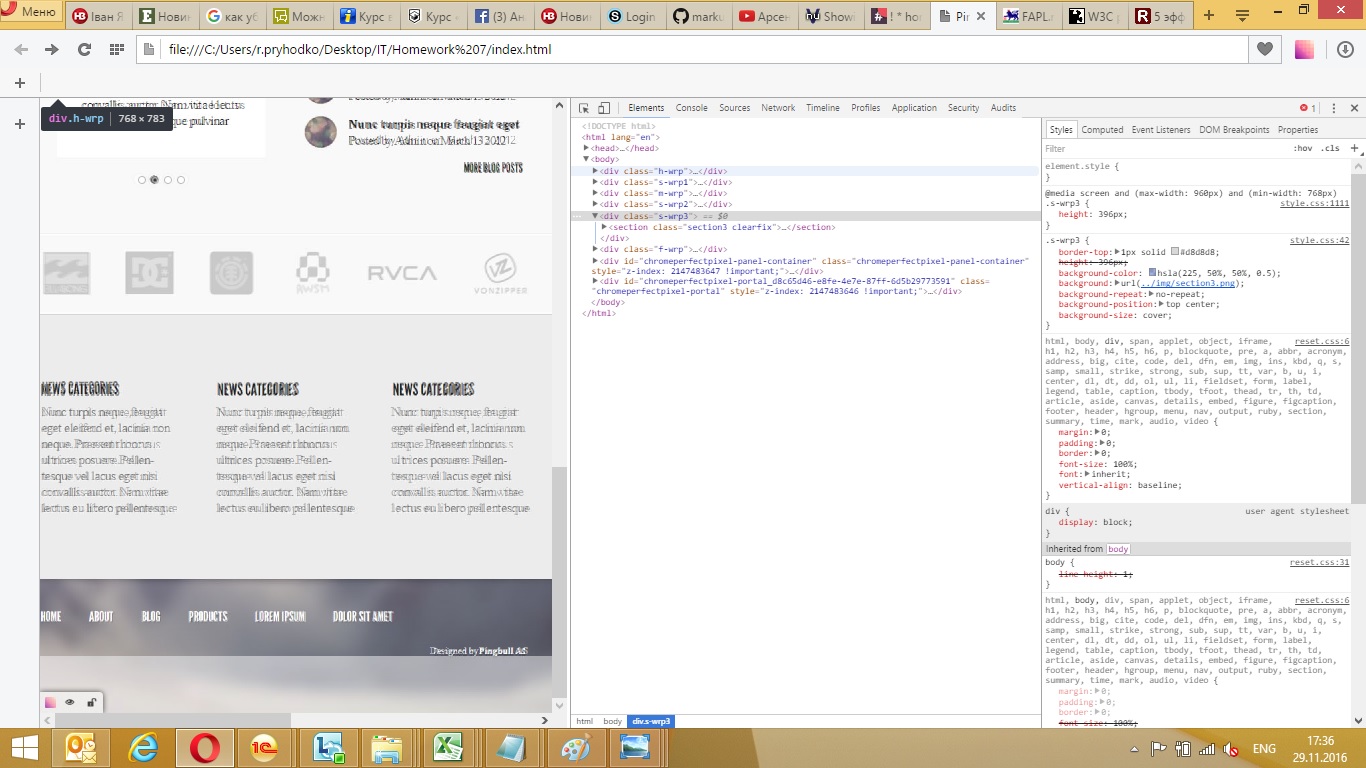 Меню
Іван Я
Новин
как уб
Можн
Курс в
Курс «
(3) Ан
Новин
Login
marku
Арсен
Showi
! * hor
Pin
FAPL.r
W3C р
5 эфф
file:///C:/Users/r.pryhodko/Desktop/IT/Homework%207/index.html
div.h-wrp | 768 × 783
convallis auctor. Nam vitae lectus
que pulvinar
Nunc turpis neque feugiat eget
Posted by Admin on March 13 2012
MORE BLOG POSTS
BILLABONG
DC
RWSM
RVCA
VONZIPPER
NEWS CATEGORIES
Nunc turpis neque, feugiat
eget eleifend et, lacinia non
neque. Praesent rhoncus
ultrices posuere. Pellen-
tesque vel lacus eget nisi
convallis auctor. Nam vitae
lectus eu libero pellentesque
NEWS CATEGORIES
Nunc turpis neque, feugiat
eget eleifend et, lacinia non
neque. Praesent rhoncus
ultrices posuere. Pellen-
tesque vel lacus eget nisi
convallis auctor. Nam vitae
lectus eu libero pellentesque
NEWS CATEGORIES
Nunc turpis neque, feugiat
eget eleifend et, lacinia non
neque. Praesent rhoncus
ultrices posuere. Pellen-
tesque vel lacus eget nisi
convallis auctor. Nam vitae
lectus eu libero pellentesque
HOME ABOUT BLOG PRODUCTS LOREM IPSUM DOLOR SIT AMET
Designed by Pingbull AS
Elements Console Sources Network Timeline Profiles Application Security Audits
1
<!DOCTYPE html>
<html lang="en">
<head>…</head>
<body>
<div class="h-wrp">…</div>
<div class="s-wrp1">…</div>
<div class="m-wrp">…</div>
<div class="s-wrp2">…</div>
<div class="s-wrp3"> == $0
<section class="section3 clearfix">…</section>
</div>
<div class="f-wrp">…</div>
<div id="chromeperfectpixel-panel-container" class="chromeperfectpixel-panel-container"
style="z-index: 2147483647 !important;">…</div>
<div id="chromeperfectpixel-portal_d8c65d46-e8fe-4e7e-87ff-6d5b29773591" class=
"chromeperfectpixel-portal" style="z-index: 2147483646 !important;">…</div>
</body>
</html>
html body div.s-wrp3
Styles Computed Event Listeners DOM Breakpoints Properties
Filter :hov .cls +
element.style {
}
@media screen and (max-width: 960px) and (min-width: 768px)
.s-wrp3 { style.css:1111
height: 396px;
}
.s-wrp3 { style.css:42
border-top: 1px solid #d8d8d8;
height: 396px;
background-color: hsla(225, 50%, 50%, 0.5);
background: url(../img/section3.png);
background-repeat: no-repeat;
background-position: top center;
background-size: cover;
}
html, body, div, span, applet, object, iframe, reset.css:6
h1, h2, h3, h4, h5, h6, p, blockquote, pre, a, abbr, acronym,
address, big, cite, code, del, dfn, em, img, ins, kbd, q, s,
samp, small, strike, strong, sub, sup, tt, var, b, u, i,
center, dl, dt, dd, ol, ul, li, fieldset, form, label,
legend, table, caption, tbody, tfoot, thead, tr, th, td,
article, aside, canvas, details, embed, figure, figcaption,
footer, header, hgroup, menu, nav, output, ruby, section,
summary, time, mark, audio, video {
margin: 0;
padding: 0;
border: 0;
font-size: 100%;
font: inherit;
vertical-align: baseline;
}
div { user agent stylesheet
display: block;
}
Inherited from body
body { reset.css:31
line-height: 1;
}
html, body, div, span, applet, object, iframe, reset.css:6
h1, h2, h3, h4, h5, h6, p, blockquote, pre, a, abbr, acronym,
address, big, cite, code, del, dfn, em, img, ins, kbd, q, s,
samp, small, strike, strong, sub, sup, tt, var, b, u, i,
center, dl, dt, dd, ol, ul, li, fieldset, form, label,
legend, table, caption, tbody, tfoot, thead, tr, th, td,
article, aside, canvas, details, embed, figure, figcaption,
footer, header, hgroup, menu, nav, output, ruby, section,
summary, time, mark, audio, video {
margin: 0;
padding: 0;
border: 0;
font-size: 100%;
ENG
17:36
29.11.2016